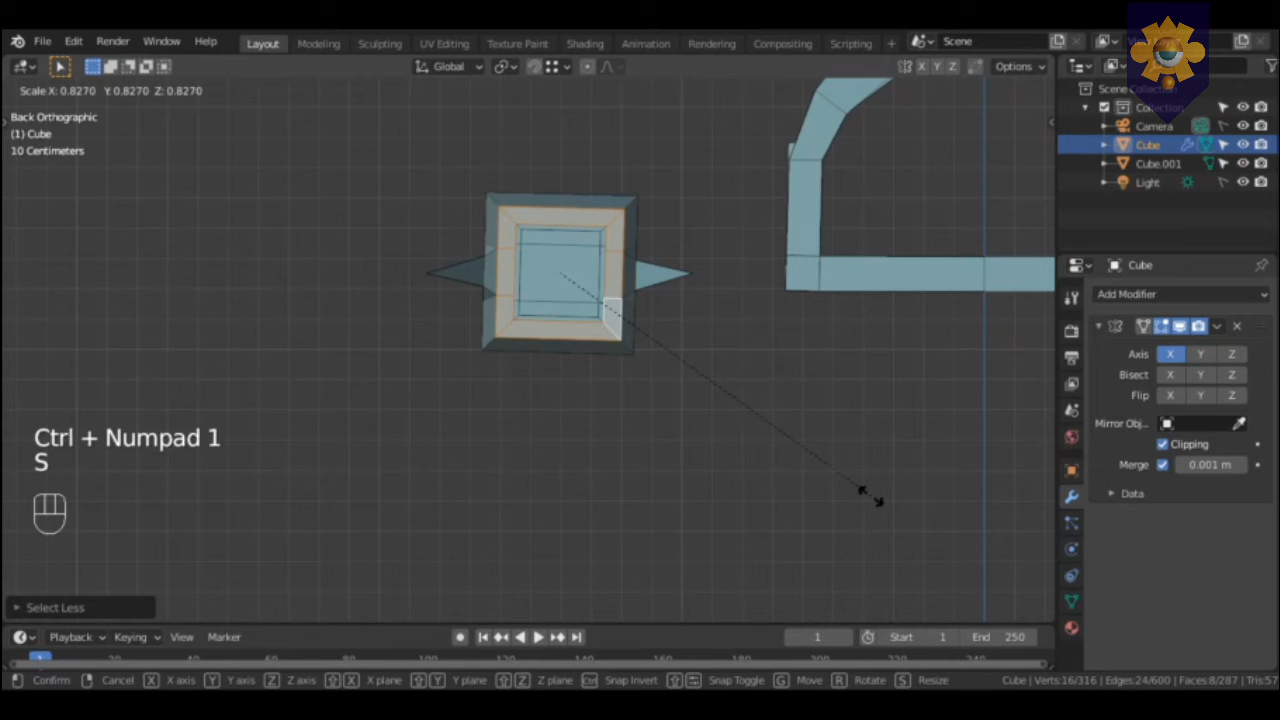 File Edit Render Window Help Layout Modeling Sculpting UV Editing Texture Paint Shading Animation Rendering Compositing Scripting + Scene
Global X Y Z Options
Scale X: 0.8270 Y: 0.8270 Z: 0.8270
Scene Collection
Back Orthographic
(1) Cube
10 Centimeters
Collection
Camera
Cube
Cube.001
Light
Cube
Add Modifier
Axis X Y Z
Bisect X Y Z
Flip X Y Z
Mirror Obj...
Clipping
Merge 0.001 m
Data
Ctrl + Numpad 1
S
Select Less
Playback Keying View Marker 1 Start 1 End 250
1
Confirm Cancel X X axis Y Y axis Z Z axis X X plane Y Y plane Z Z plane Ctrl Snap Invert Snap Toggle G Move R Rotate S Resize Cube | Verts:16/316 | Edges:24/600 | Faces:8/287 | Tris:57